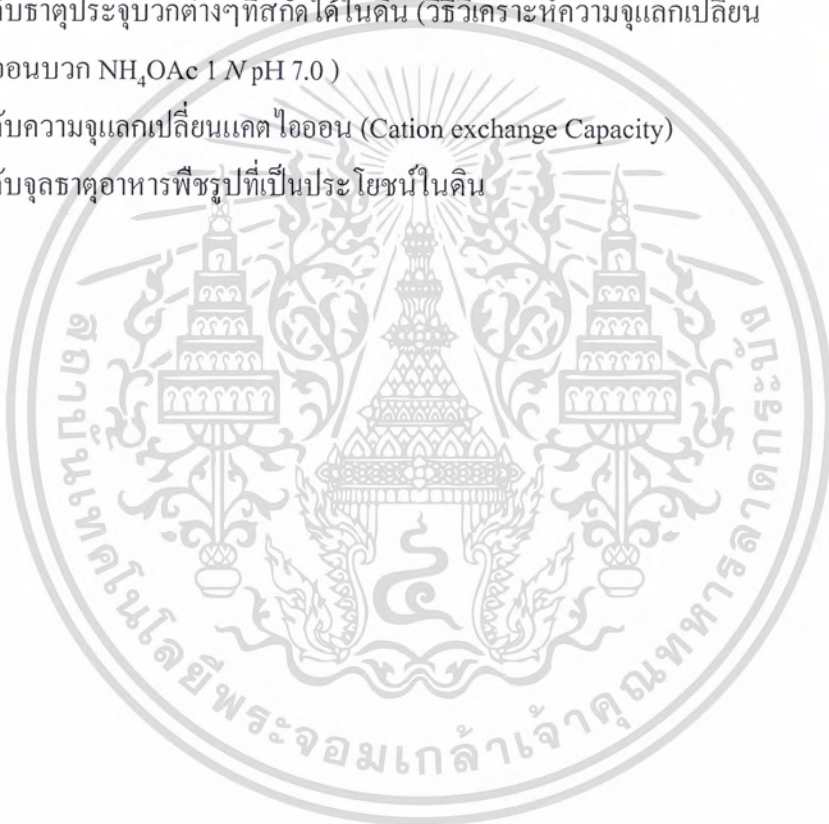 ดับธาตุประจุบวกต่างๆที่สกัดได้ในดิน (วิธีวิเคราะห์ความจุแลกเปลี่ยน
ออนบวก NH₄OAc 1 N pH 7.0 )
ดับความจุแลกเปลี่ยนแคตไอออน (Cation exchange Capacity)
ดับจุลธาตุอาหารพืชรูปที่เป็นประโยชน์ในดิน
สถาบันเทคโนโลยีพระจอมเกล้าเจ้าคุณทหารลาดกระบัง